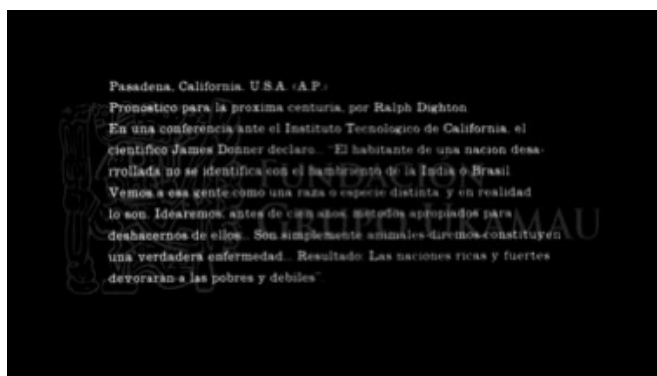 Pasadena, California. U.S.A. (A.P.)
Pronostico para la proxima centuria, por Ralph Dighton
En una conferencia ante el Instituto Tecnologico de California, el
cientifico James Donner declaro... "El habitante de una nacion desa-
rrollada no se identifica con el hambriento de la India o Brasil.
Vemos a esa gente como una raza o especie distinta, y en realidad
lo son. Idearemos, antes de cien anos, metodos apropiados para
deshacernos de ellos... Son simplemente animales diremos constituyen
una verdadera enfermedad... Resultado: Las naciones ricas y fuertes
devoraran a las pobres y debiles".
FUNDACIÓN
GRUPO UKAMAU